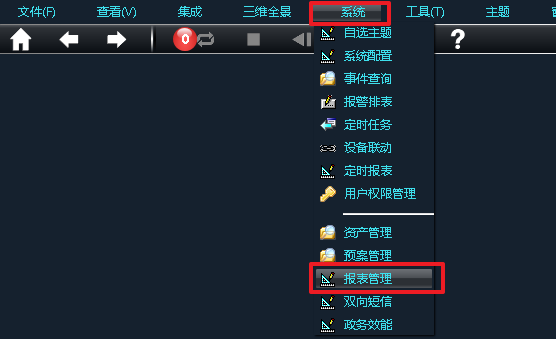 文件(F) 查看(V) 集成 三维全景 系统 工具(T) 主题
0 ?
自选主题
系统配置
事件查询
报警排表
定时任务
设备联动
定时报表
用户权限管理
资产管理
预案管理
报表管理
双向短信
政务效能